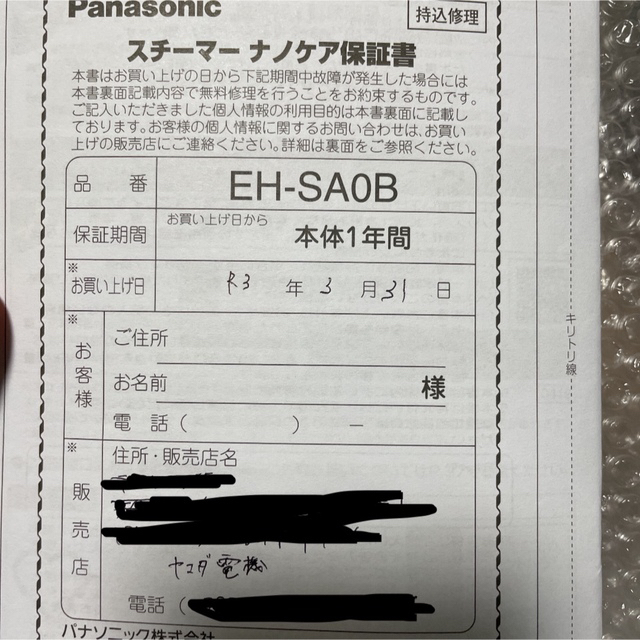 Panasonic
持込修理
スチーマー ナノケア保証書
本書はお買い上げの日から下記期間中故障が発生した場合には
本書裏面記載内容で無料修理を行うことをお約束するものです。
ご記入いただきました個人情報の利用目的は本書裏面に記載し
ております。お客様の個人情報に関するお問い合わせは、お買い
上げの販売店にご連絡ください。詳細は裏面をご参照ください。
品 番 EH-SA0B
保証期間 お買い上げ日から 本体1年間
※
お買い上げ日 R3 年 3 月 31 日
※
お客様
ご住所
お名前 様
電話( ) −
※
販売店
住所・販売店名
電機
電話(
パナソニック株式会社
キリトリ線